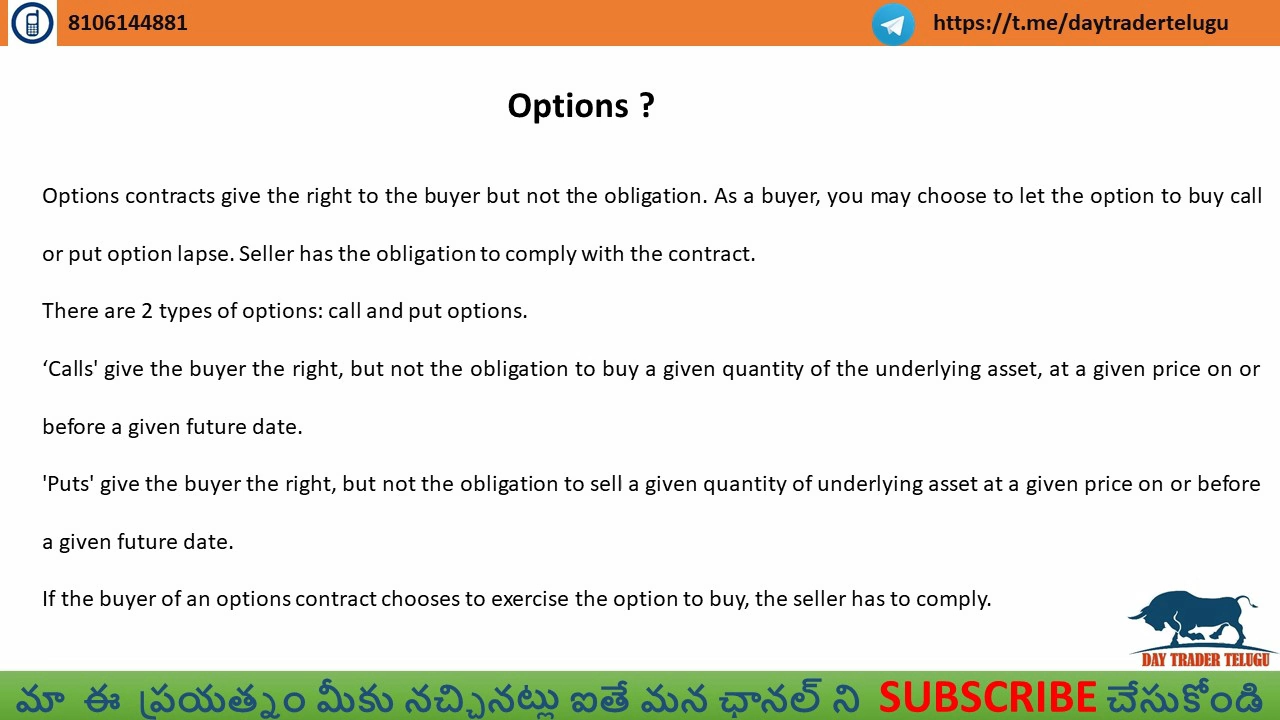 8106144881
https://t.me/daytradertelugu
Options ?
Options contracts give the right to the buyer but not the obligation. As a buyer, you may choose to let the option to buy call
or put option lapse. Seller has the obligation to comply with the contract.
There are 2 types of options: call and put options.
‘Calls' give the buyer the right, but not the obligation to buy a given quantity of the underlying asset, at a given price on or
before a given future date.
'Puts' give the buyer the right, but not the obligation to sell a given quantity of underlying asset at a given price on or before
a given future date.
If the buyer of an options contract chooses to exercise the option to buy, the seller has to comply.
DAY TRADER TELUGU
మా ఈ ప్రయత్నం మీకు నచ్చినట్లు ఐతే మన ఛానల్ ని SUBSCRIBE చేసుకోండి